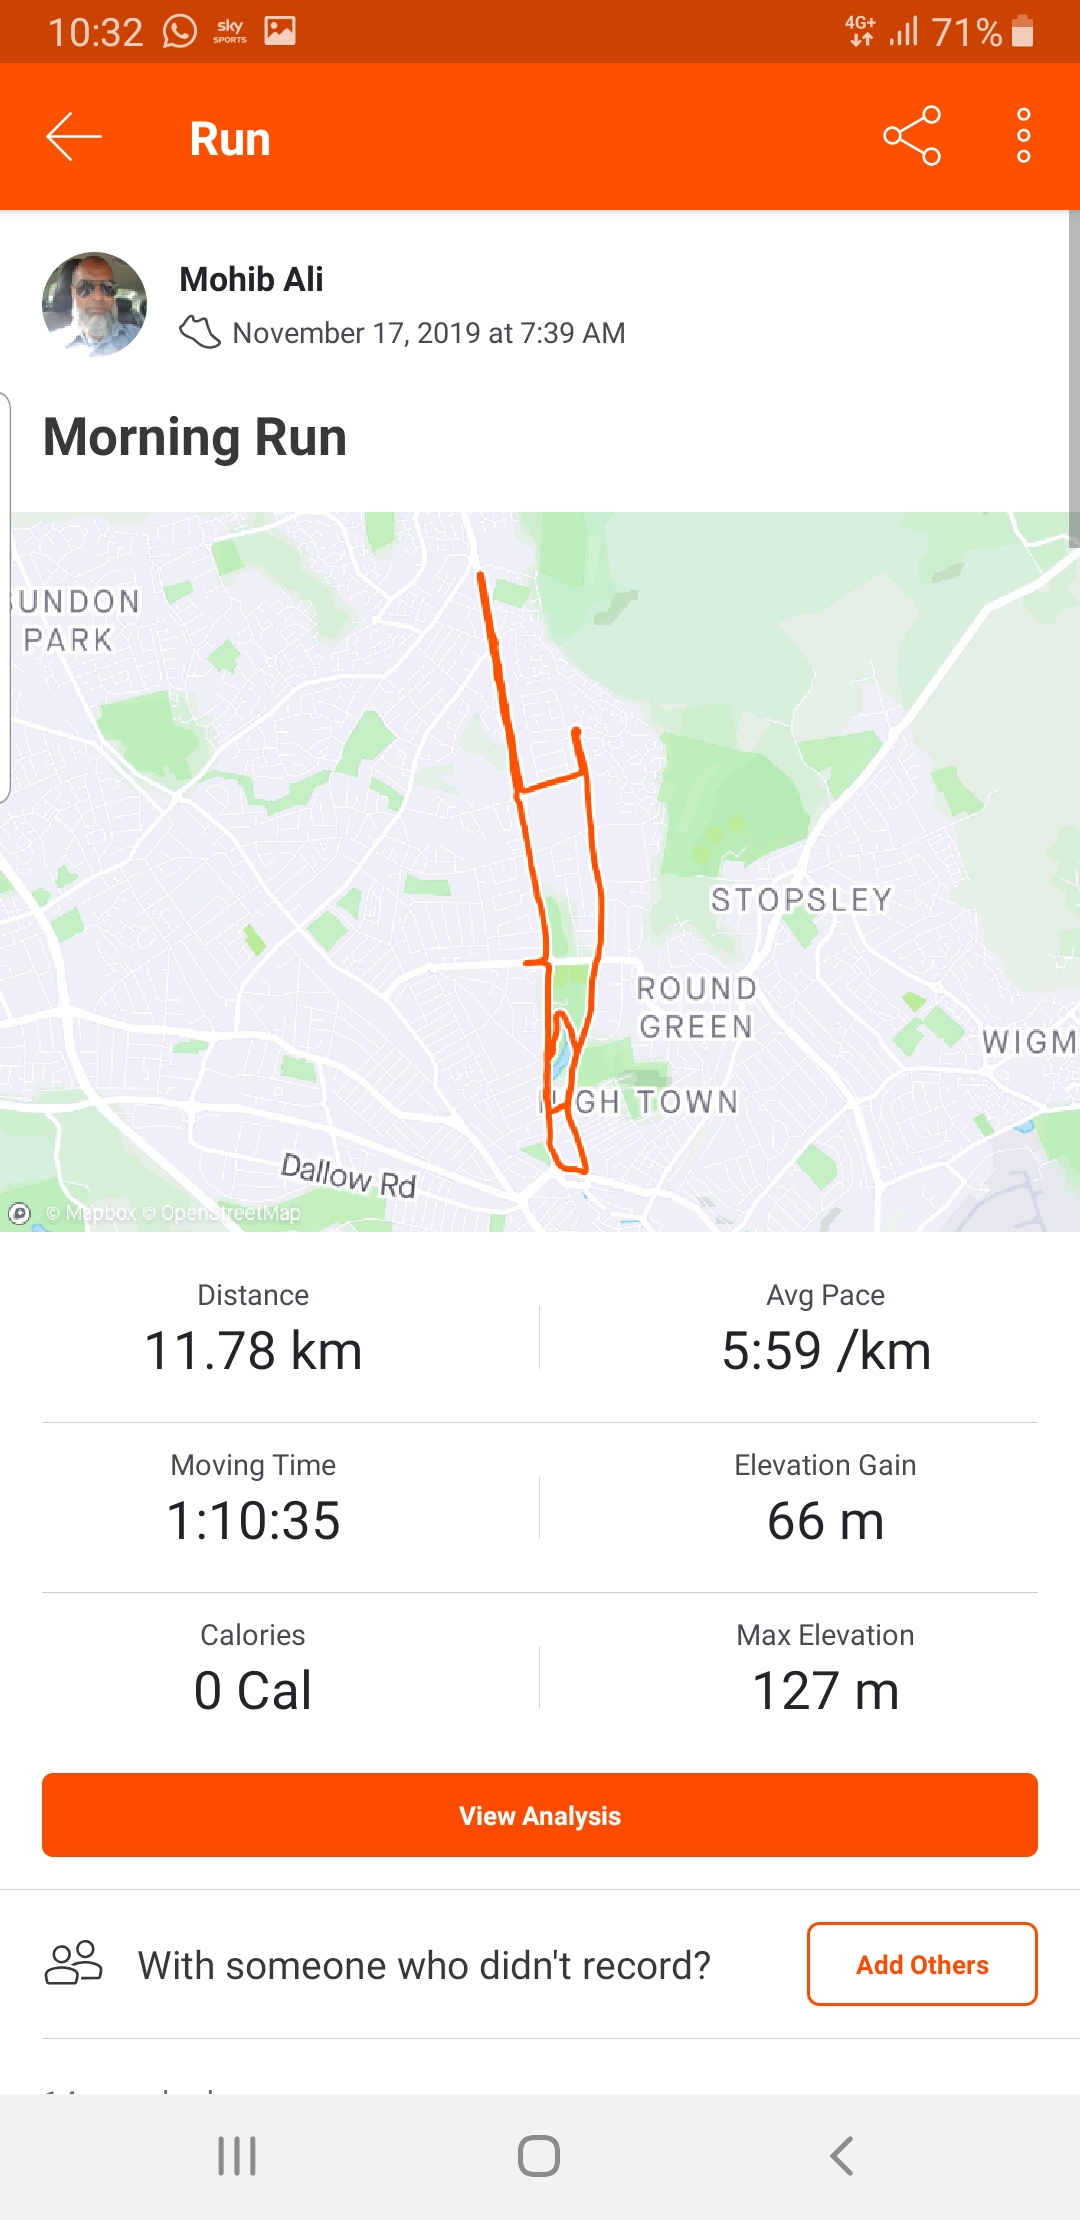 10:32
sky
SPORTS
4G+
71%
Run
Mohib Ali
November 17, 2019 at 7:39 AM
Morning Run
SUNDON
PARK
STOPSLEY
ROUND
GREEN
WIGM
HIGH TOWN
Dallow Rd
© Mapbox © OpenStreetMap
Distance
11.78 km
Avg Pace
5:59 /km
Moving Time
1:10:35
Elevation Gain
66 m
Calories
0 Cal
Max Elevation
127 m
View Analysis
With someone who didn't record?
Add Others